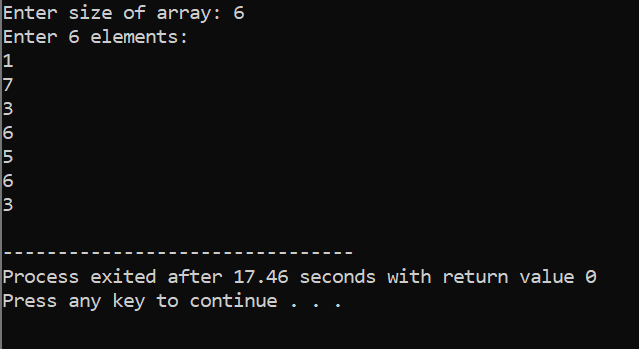 Enter size of array: 6
Enter 6 elements:
1
7
3
6
5
6
3
--------------------------------
Process exited after 17.46 seconds with return value 0
Press any key to continue . . .